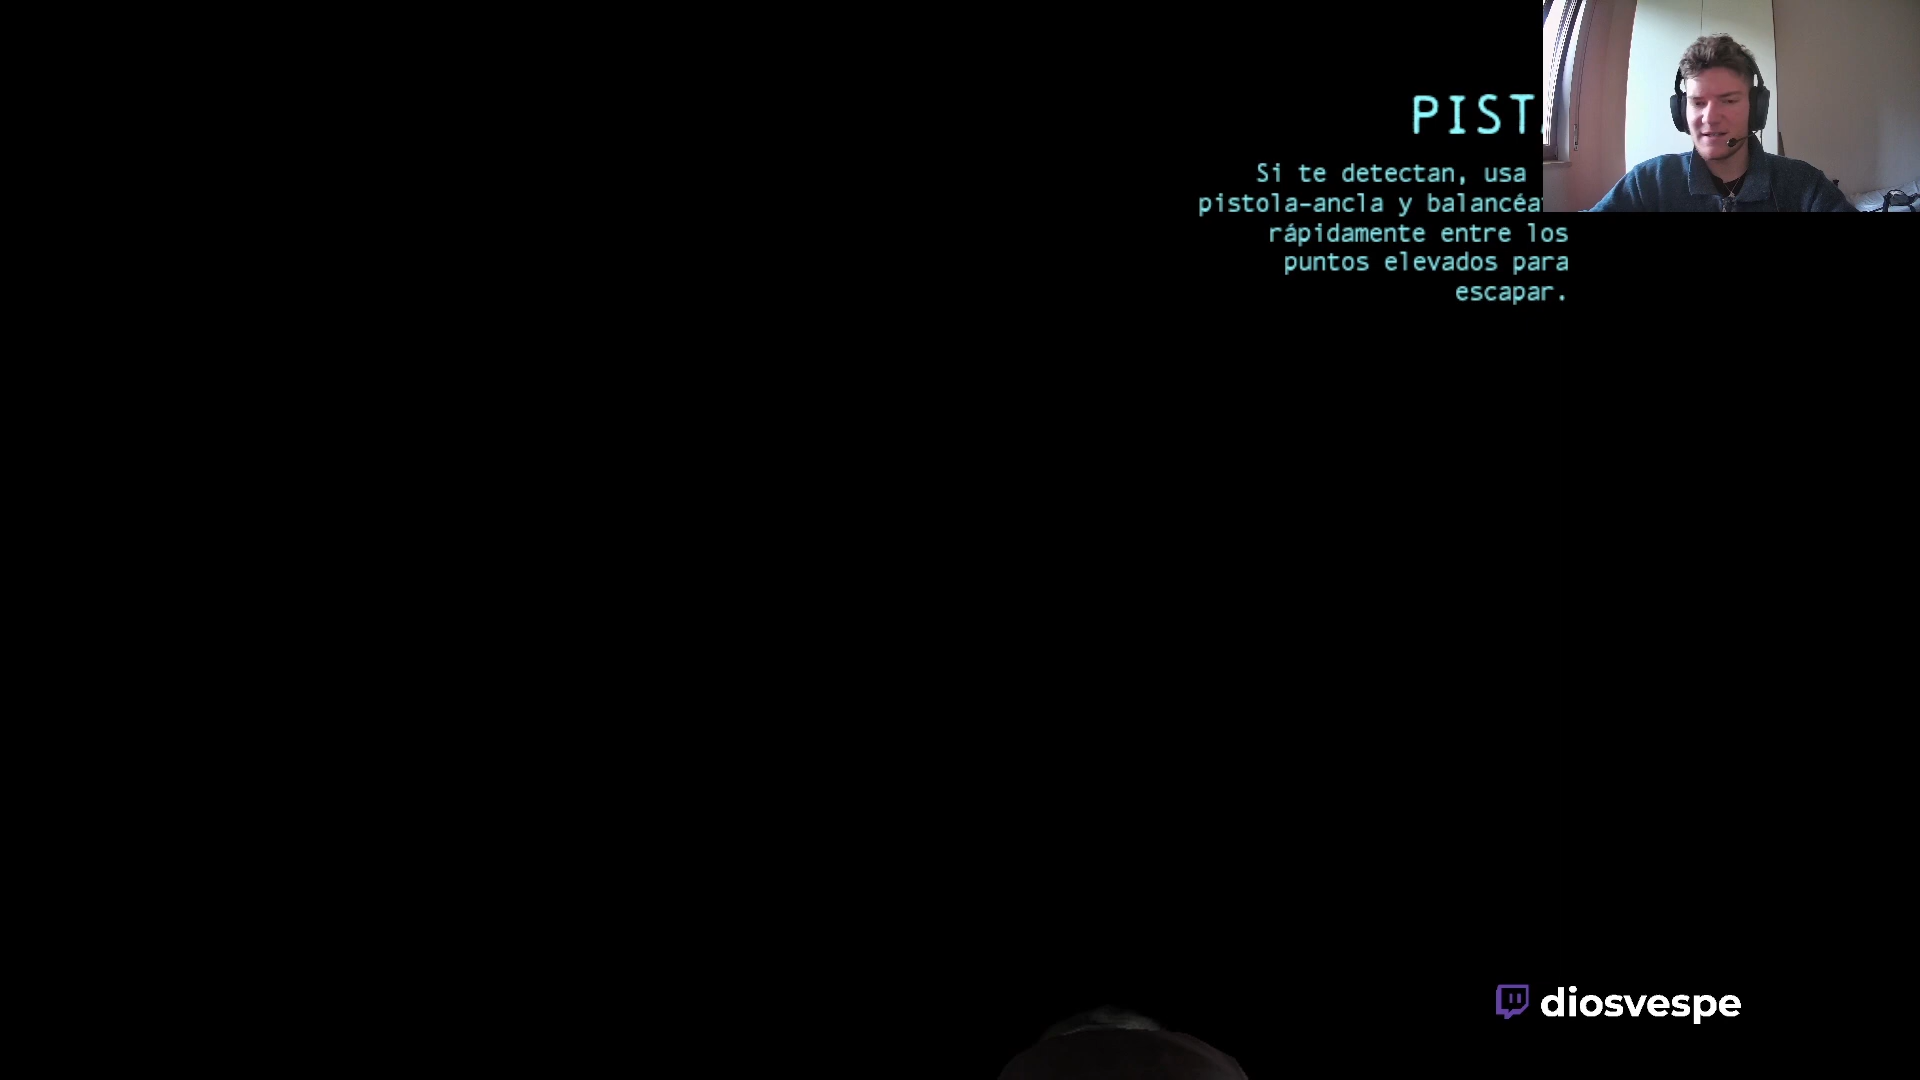 PIST
Si te detectan, usa
pistola-ancla y balancéa
rápidamente entre los
puntos elevados para
escapar.
diosvespe